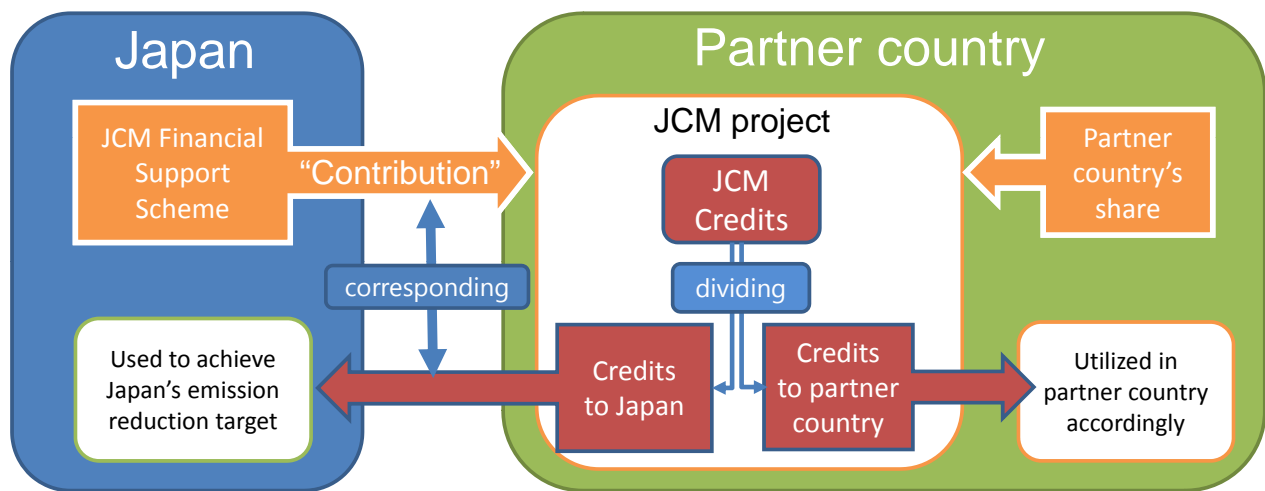 Japan
Partner country
JCM Financial
Support
Scheme
“Contribution”
JCM project
JCM
Credits
Partner
country’s
share
corresponding
dividing
Used to achieve
Japan’s emission
reduction target
Credits
to Japan
Credits
to partner
country
Utilized in
partner country
accordingly